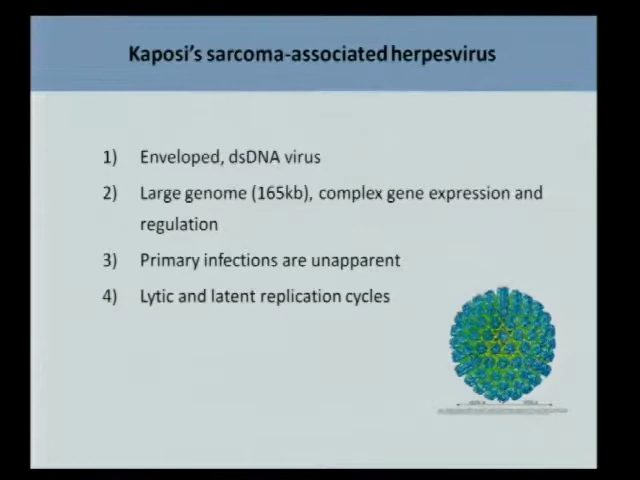 Kaposi's sarcoma-associated herpesvirus
1) Enveloped, dsDNA virus
2) Large genome (165kb), complex gene expression and
regulation
3) Primary infections are unapparent
4) Lytic and latent replication cycles